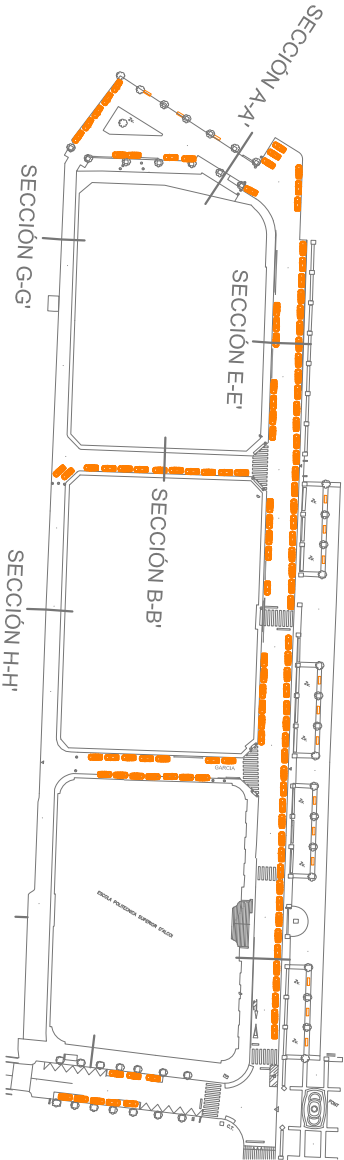 SECCIÓN A-A'
SECCIÓN G-G'
SECCIÓN E-E'
SECCIÓN B-B'
SECCIÓN H-H'
GARCIA
ESCOLA POLITECNICA SUPERIOR D'ALCOI